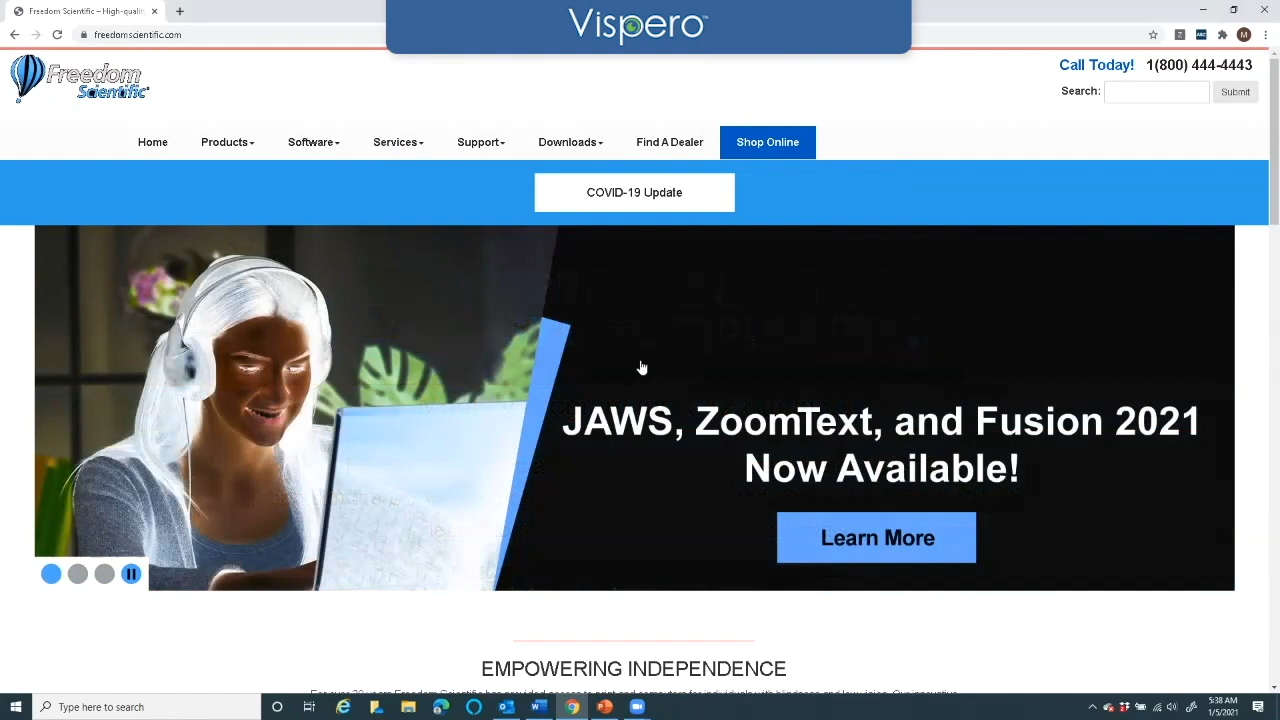 Vispero™
Freedom Scientific – High-quali
freedomscientific.com
Freedom
Scientific®
Call Today! 1(800) 444-4443
Search:
Submit
Home
Products
Software
Services
Support
Downloads
Find A Dealer
Shop Online
COVID-19 Update
JAWS, ZoomText, and Fusion 2021
Now Available!
Learn More
EMPOWERING INDEPENDENCE
Type here to search
5:38 AM
1/5/2021